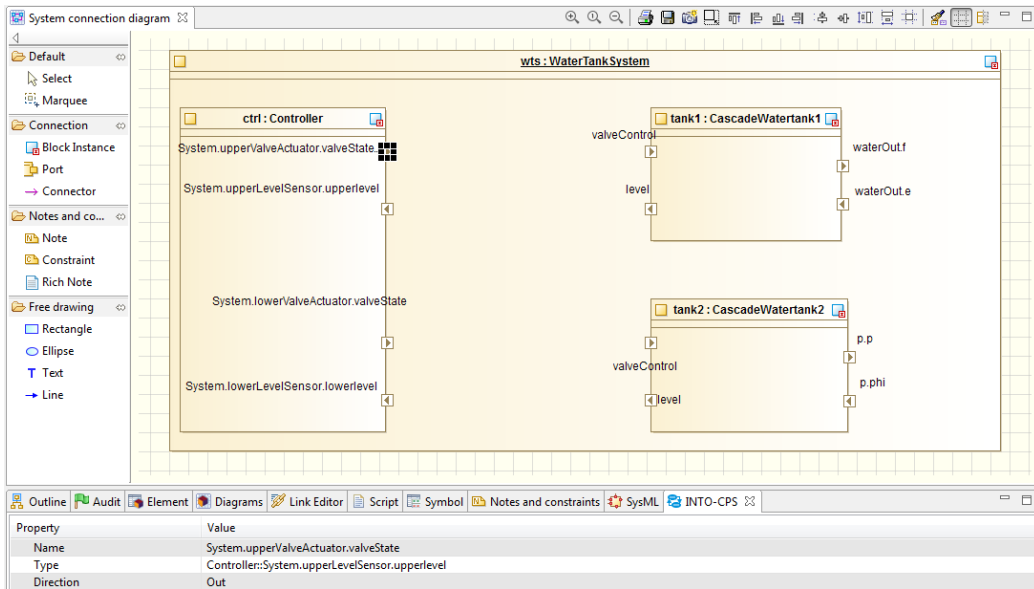 System connection diagram
Default
Select
Marquee
Connection
Block Instance
Port
Connector
Notes and co...
Note
Constraint
Rich Note
Free drawing
Rectangle
Ellipse
T Text
Line
wts : WaterTankSystem
ctrl : Controller
System.upperValveActuator.valveState...
System.upperLevelSensor.upperlevel
System.lowerValveActuator.valveState
System.lowerLevelSensor.lowerlevel
tank1 : CascadeWatertank1
valveControl
level
waterOut.f
waterOut.e
tank2 : CascadeWatertank2
valveControl
level
p.p
p.phi
Outline Audit Element Diagrams Link Editor Script Symbol Notes and constraints SysML INTO-CPS
Property Value
Name System.upperValveActuator.valveState
Type Controller::System.upperLevelSensor.upperlevel
Direction Out